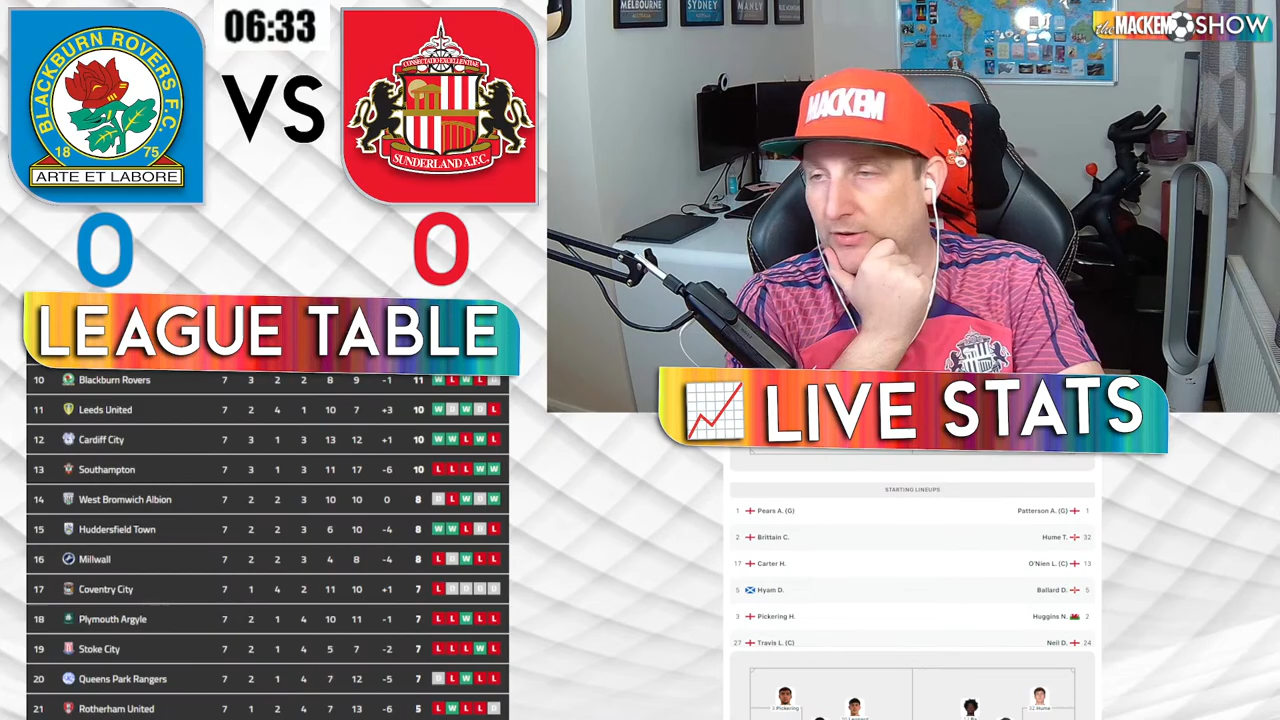 BLACKBURN ROVERS F.C.
18 75
ARTE ET LABORE
06:33
VS
CONSECTATIO EXCELLENTIAE
SUNDERLAND A.F.C.
0
0
MELBOURNE
SYDNEY
MANLY
the MACKEM SHOW
MACKEM
LEAGUE TABLE
10 Blackburn Rovers 7 3 2 2 8 9 -1 11 W L W L D
11 Leeds United 7 2 4 1 10 7 +3 10 W D W D L
12 Cardiff City 7 3 1 3 13 12 +1 10 W W L W L
13 Southampton 7 3 1 3 11 17 -6 10 L L L W W
14 West Bromwich Albion 7 2 2 3 10 10 0 8 D L W D W
15 Huddersfield Town 7 2 2 3 6 10 -4 8 W W L D L
16 Millwall 7 2 2 3 4 8 -4 8 L D W L L
17 Coventry City 7 1 4 2 11 10 +1 7 L D D D D
18 Plymouth Argyle 7 2 1 4 10 11 -1 7 L L W L L
19 Stoke City 7 2 1 4 5 7 -2 7 L L L W L
20 Queens Park Rangers 7 2 1 4 7 12 -5 7 D L W L L
21 Rotherham United 7 1 2 4 7 13 -6 5 L W L L D
LIVE STATS
STARTING LINEUPS
1 Pears A. (G) Patterson A. (G) 1
2 Brittain C. Hume T. 32
17 Carter H. O'Nien L. (C) 13
5 Hyam D. Ballard D. 5
3 Pickering H. Huggins N. 2
27 Travis L. (C) Neil D. 24
3 Pickering
32 Hume